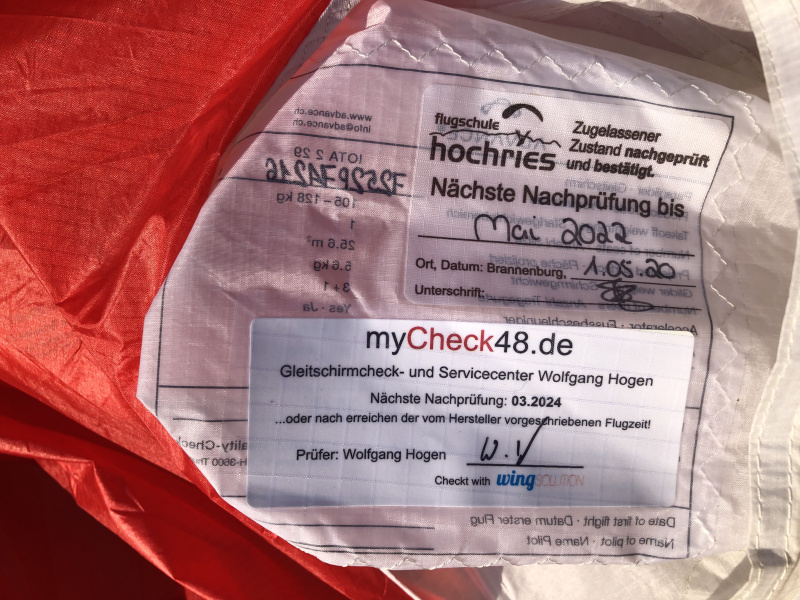 www.advance.ch
info@advance.ch
IOTA 2 29
105 – 128 kg
1
25.6 m²
5.6 kg
3 + 1
Yes · Ja
flugschule
hochries
Zugelassener
Zustand nachgeprüft
und bestätigt.
Nächste Nachprüfung bis
Mai 2022
Ort, Datum: Brannenburg, 1.05.20
Unterschrift:
Accelerator · Fussbeschleuniger
myCheck48.de
Gleitschirmcheck- und Servicecenter Wolfgang Hogen
Nächste Nachprüfung: 03.2024
...oder nach erreichen der vom Hersteller vorgeschriebenen Flugzeit!
Prüfer: Wolfgang Hogen
Checkt with wingSOLUTION
Date of first flight · Datum erster Flug
Name of pilot · Name Pilot